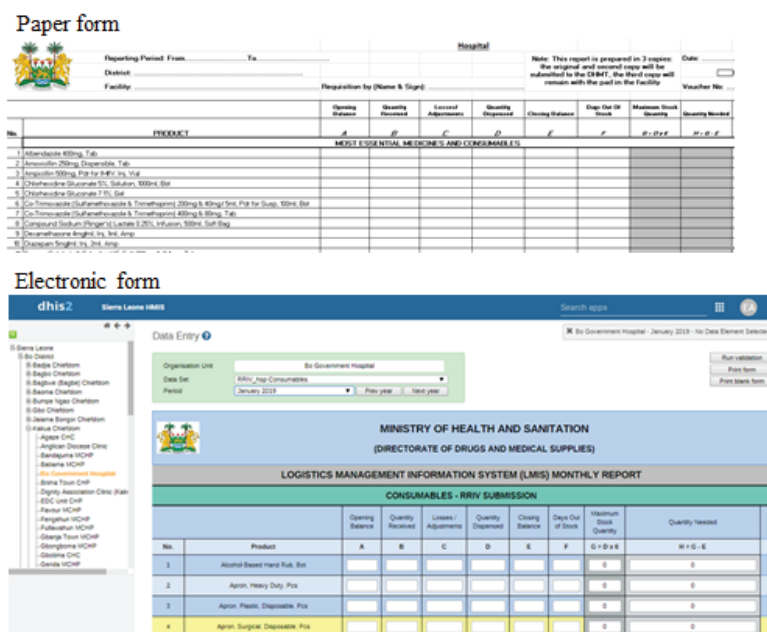 Paper form
Hospital
Reporting Period: From To
District:
Facility:
Requisition by (Name & Sign):
Note: This report is prepared in 3 copies:
the original and second copy will be
submitted to the DHMT, the third copy will
remain with the pad in the facility
Date:
Voucher No:
Opening Balance Quantity Received Losses/ Adjustments Quantity Dispensed Closing Balance Days Out Of Stock Maximum Stock Quantity Quantity Needed
No. PRODUCT A B C D E F
MOST ESSENTIAL MEDICINES AND CONSUMABLES
1 Albendazole 400mg, Tab
2 Amoxicillin 250mg, Dispersible, Tab
3 Ampicillin 500mg, Pdr for IM/IV, Inj, Vial
4 Chlorhexidine Gluconate 5%, Solution, 1000ml, Bot
5 Chlorhexidine Gluconate 7.1%, Gel
6 Co-Trimoxazole (Sulfamethoxazole & Trimethoprim) 200mg & 40mg / 5ml, Pdr for Susp, 100ml, Bot
7 Co-Trimoxazole (Sulfamethoxazole & Trimethoprim) 400mg & 80mg, Tab
8 Compound Sodium (Ringer's) Lactate 0.25%, Infusion, 500ml, Soft Bag
9 Dexamethasone 4mg/ml, Inj, 1ml, Amp
10 Diazepam 5mg/ml, Inj, 2ml, Amp
Electronic form
dhis2 Sierra Leone HMIS Search apps EA
Sierra Leone
Bo District
Badjia Chiefdom
Bagbo Chiefdom
Bagbwe (Bagbe) Chiefdom
Baoma Chiefdom
Bumpe Ngao Chiefdom
Gbo Chiefdom
Jaiama Bongor Chiefdom
Kakua Chiefdom
Agape CHC
Anglican Diocese Clinic
Bandajuma MCHP
Batiama MCHP
Bo Government Hospital
Brima Town CHP
Dignity Association Clinic (Kaku
EDC Unit CHP
Favour MCHP
Fengehun MCHP
Fullawahun MCHP
Gbanja Town MCHP
Gbongboma MCHP
Gbotima CHC
Genda MCHP
Data Entry
Bo Government Hospital - January 2019 - No Data Element Selecte
Organisation Unit Bo Government Hospital
Data Set RRIV_hsp Consumables
Period January 2019 Prev year Next year
Run validation
Print form
Print blank form
MINISTRY OF HEALTH AND SANITATION
(DIRECTORATE OF DRUGS AND MEDICAL SUPPLIES)
LOGISTICS MANAGEMENT INFORMATION SYSTEM (LMIS) MONTHLY REPORT
CONSUMABLES - RRIV SUBMISSION
Opening Balance Quantity Received Losses / Adjustments Quantity Dispensed Closing Balance Days Out of Stock Maximum Stock Quantity Quantity Needed
No. Product A B C D E F G = D x 6 H = G - E
1 Alcohol-Based Hand Rub, Bot 0 0
2 Apron, Heavy Duty, Pcs 0 0
3 Apron, Plastic, Disposable, Pcs 0 0
4 Apron, Surgical, Disposable, Pcs 0 0